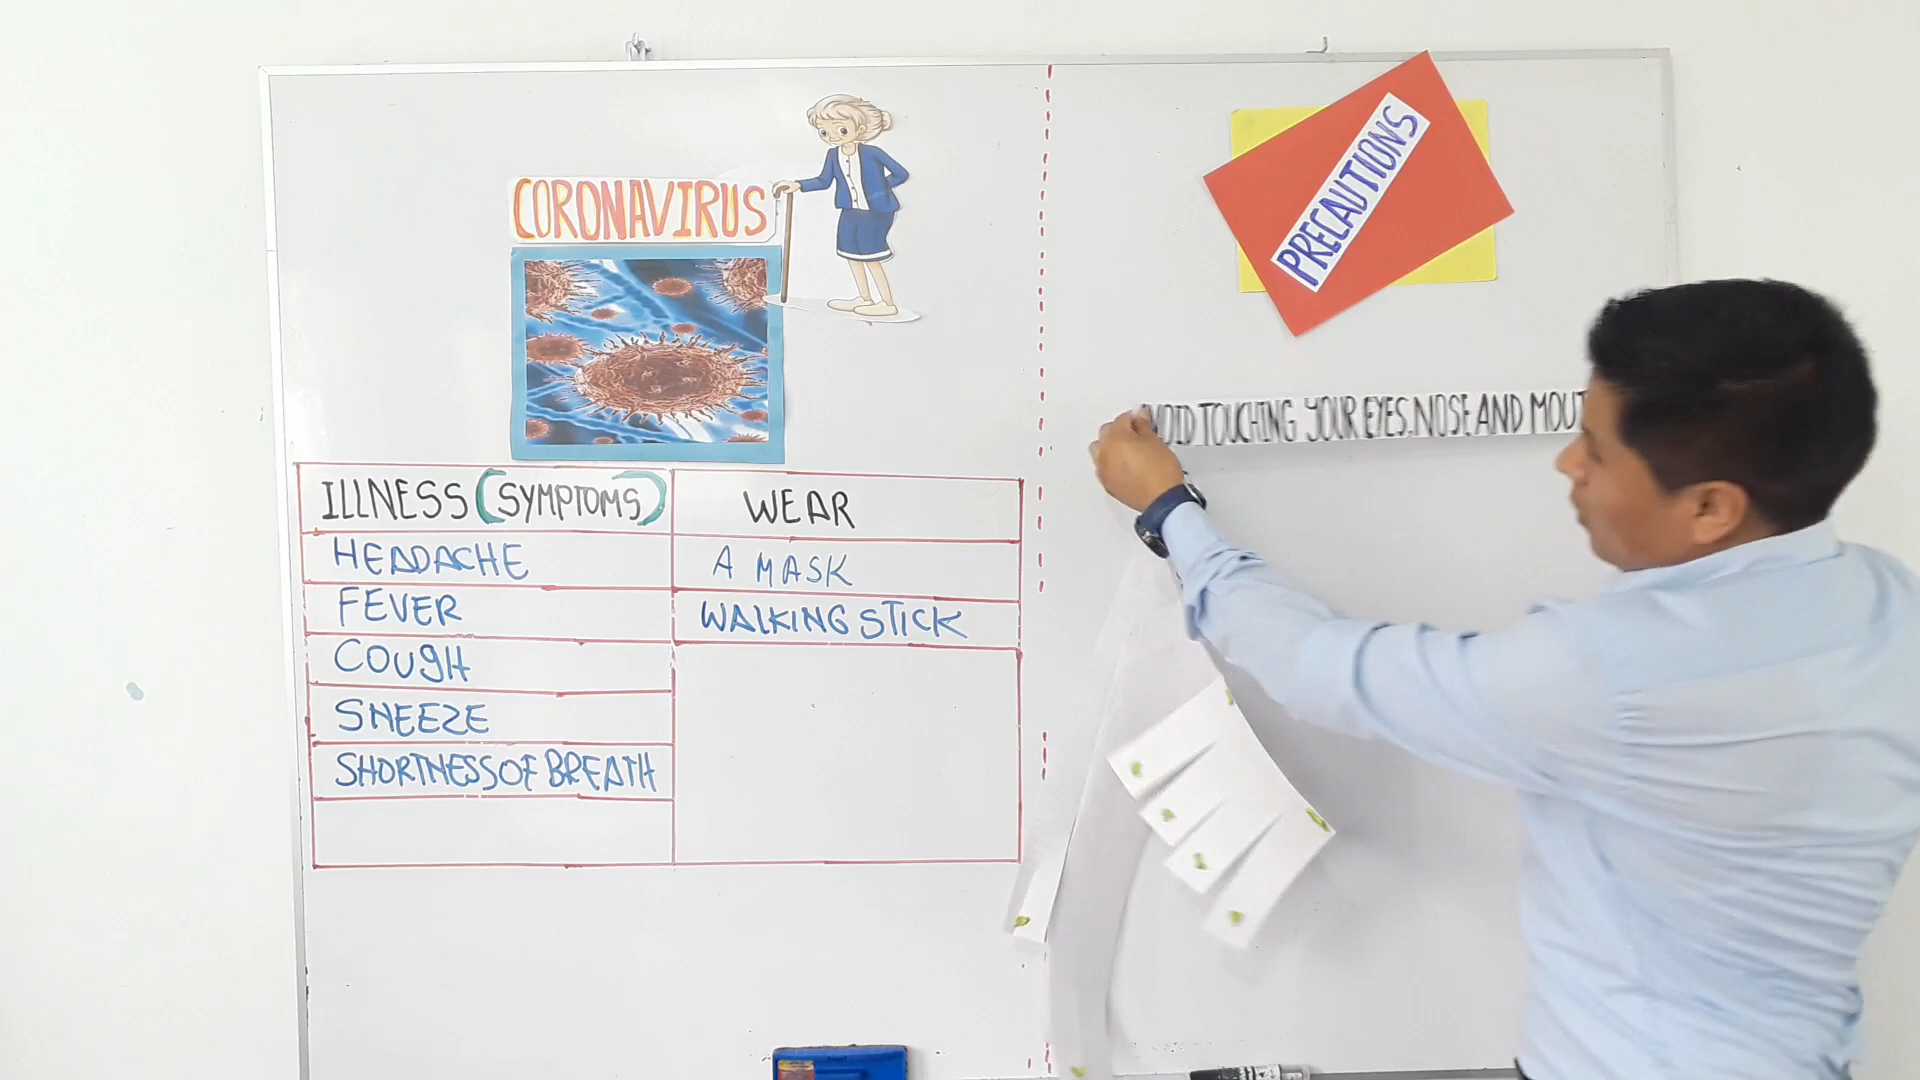 CORONAVIRUS
PRECAUTIONS
AVOID TOUCHING YOUR EYES, NOSE AND MOUT
ILLNESS (SYMPTOMS)
WEAR
HEADACHE
A MASK
FEVER
WALKING STICK
COUgH
SNEEZE
SHORTNESS OF BREATH